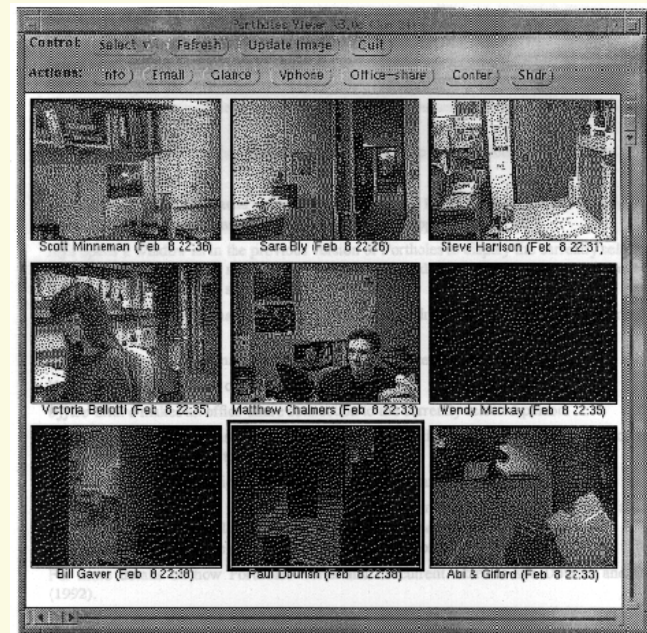 Portholes Viewer v3.0
Control: Select Refresh Update Image Quit
Actions: nfo Email Glance Vphone Office-share Confer Shdr
Scott Minneman (Feb 8 22:36) Sara Bly (Feb 8 22:26) Steve Harrison (Feb 8 22:31)
Victoria Bellotti (Feb 8 22:35) Matthew Chalmers (Feb 8 22:33) Wendy Mackay (Feb 8 22:35)
Bill Gaver (Feb 8 22:38) Paul Dourish (Feb 8 22:38) Abi & Giford (Feb 8 22:33)
(1992).